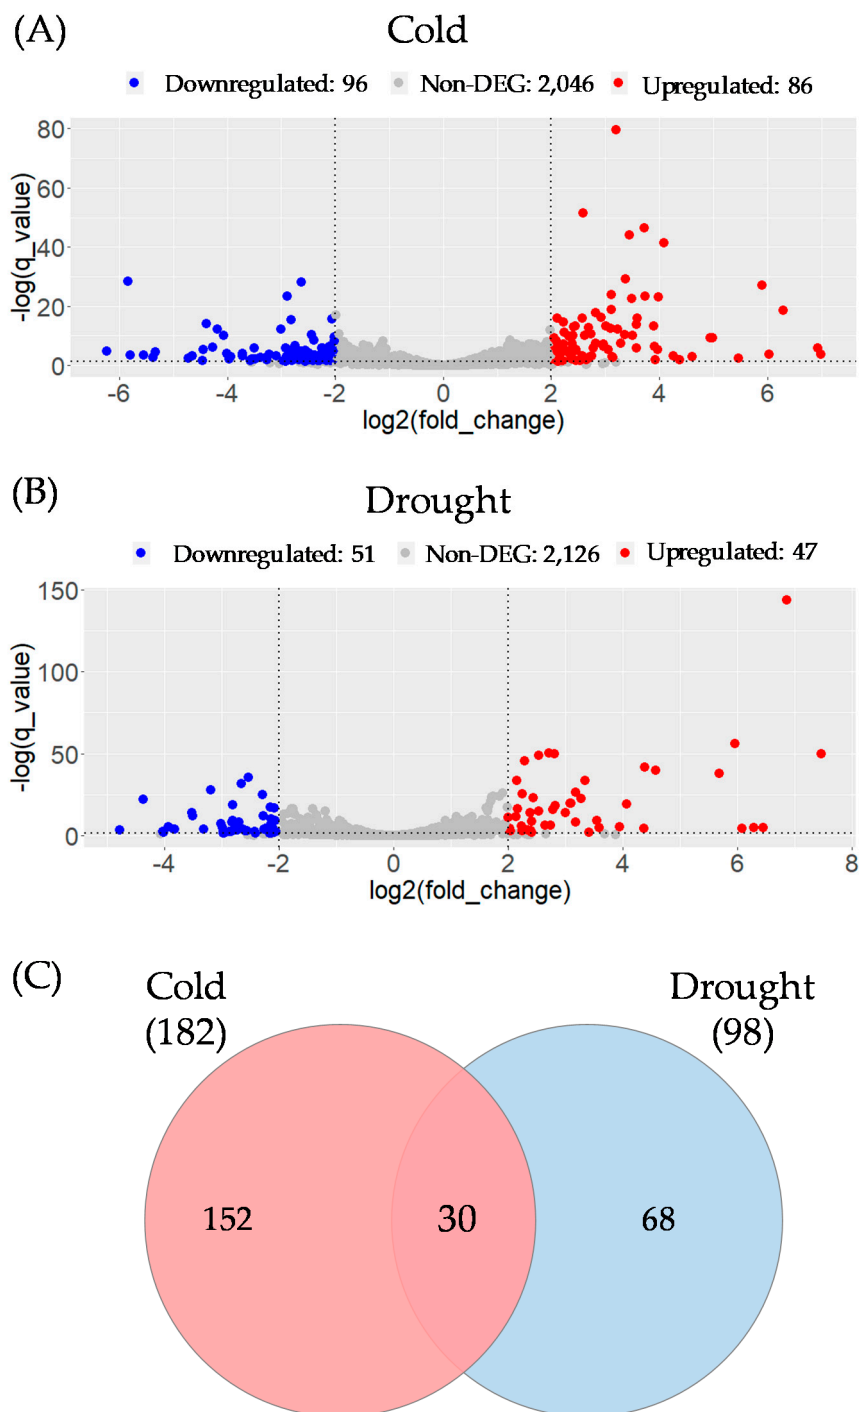 (A)
Cold
Downregulated: 96 Non-DEG: 2,046 Upregulated: 86
80
60
40
20
0
-log(q_value)
-6 -4 -2 0 2 4 6
log2(fold_change)
(B)
Drought
Downregulated: 51 Non-DEG: 2,126 Upregulated: 47
150
100
50
0
-log(q_value)
-4 -2 0 2 4 6 8
log2(fold_change)
(C)
Cold Drought
(182) (98)
152 30 68